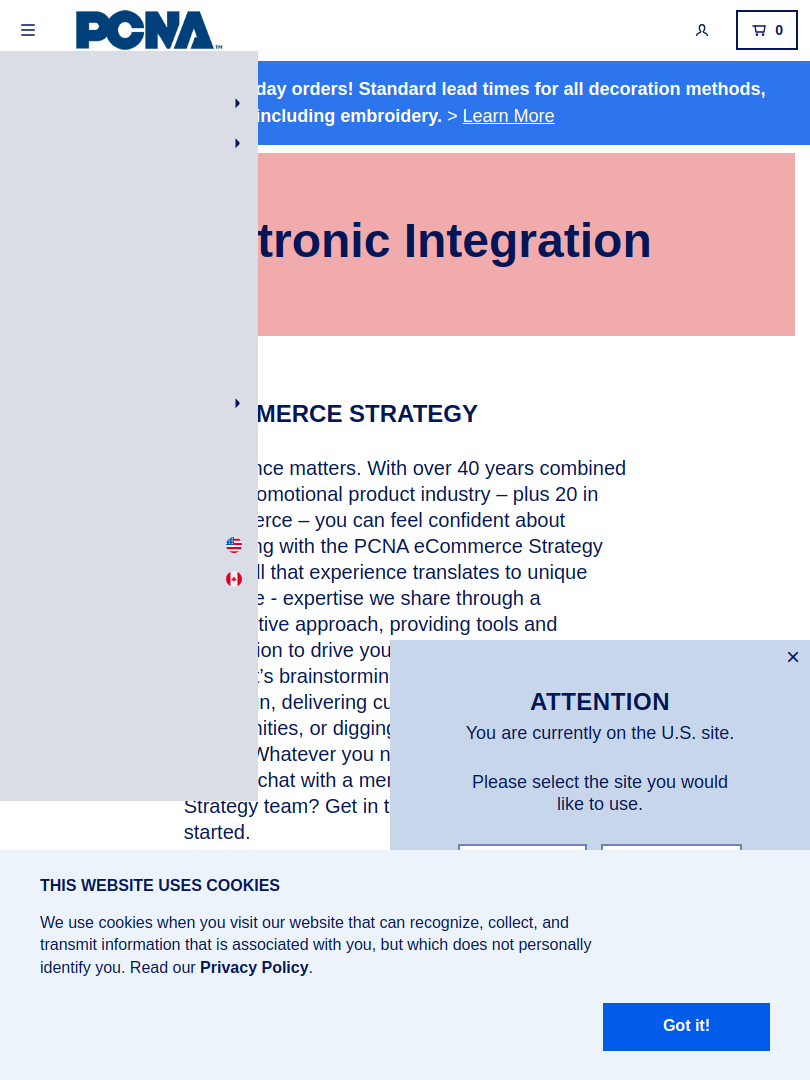 PCNA™
0
day orders! Standard lead times for all decoration methods,
including embroidery. > Learn More
tronic Integration
MERCE STRATEGY
nce matters. With over 40 years combined
omotional product industry – plus 20 in
erce – you can feel confident about
ng with the PCNA eCommerce Strategy
ll that experience translates to unique
e - expertise we share through a
tive approach, providing tools and
ion to drive you
t’s brainstormin
n, delivering cu
nities, or digging
Whatever you n
chat with a mer
Strategy team? Get in t
started.
ATTENTION
You are currently on the U.S. site.
Please select the site you would
like to use.
THIS WEBSITE USES COOKIES
We use cookies when you visit our website that can recognize, collect, and
transmit information that is associated with you, but which does not personally
identify you. Read our Privacy Policy.
Got it!